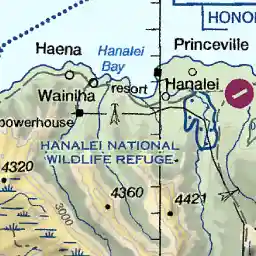 HONO
Hanalei
Bay
Haena
Princeville
Hanalei
Wainiha
resort
powerhouse
HANALEI NATIONAL
WILDLIFE REFUGE
4320
4360
4421
3000